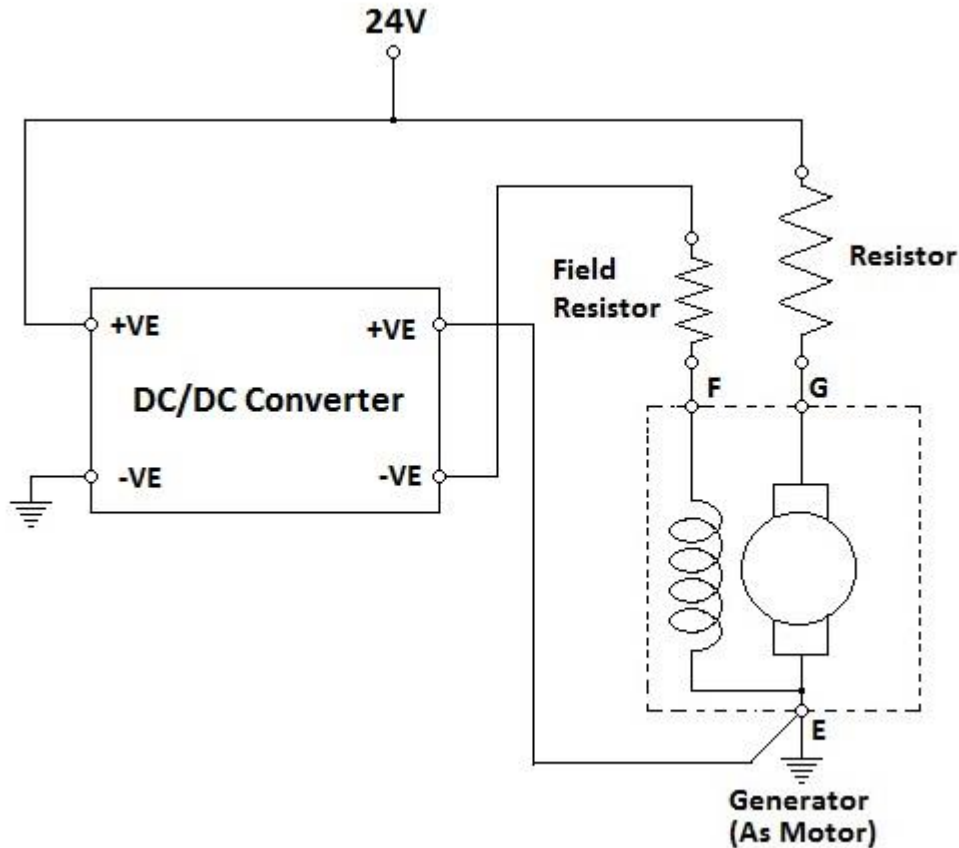 24V
Resistor
Field
Resistor
+VE
+VE
DC/DC Converter
-VE
-VE
F
G
E
Generator
(As Motor)